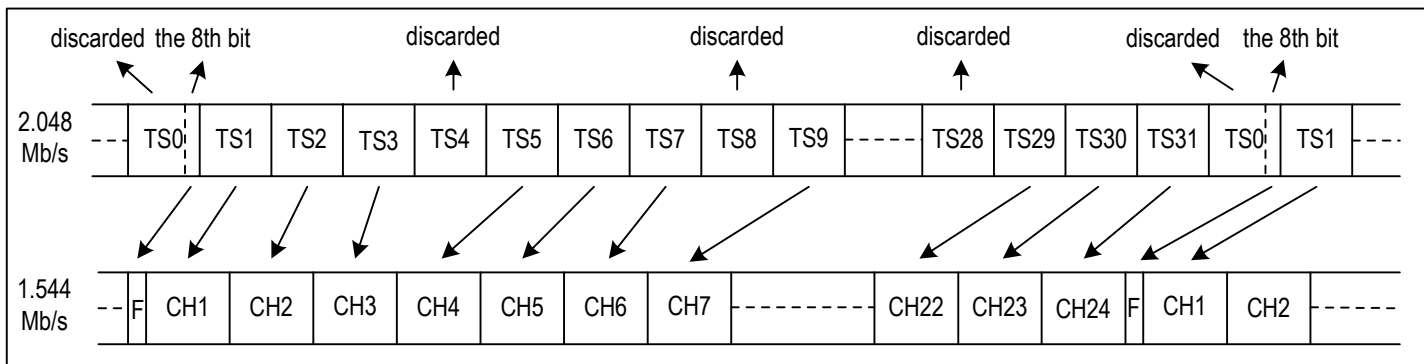 discarded the 8th bit discarded discarded discarded discarded the 8th bit
2.048
Mb/s
TS0 TS1 TS2 TS3 TS4 TS5 TS6 TS7 TS8 TS9 TS28 TS29 TS30 TS31 TS0 TS1
1.544
Mb/s
F CH1 CH2 CH3 CH4 CH5 CH6 CH7 CH22 CH23 CH24 F CH1 CH2